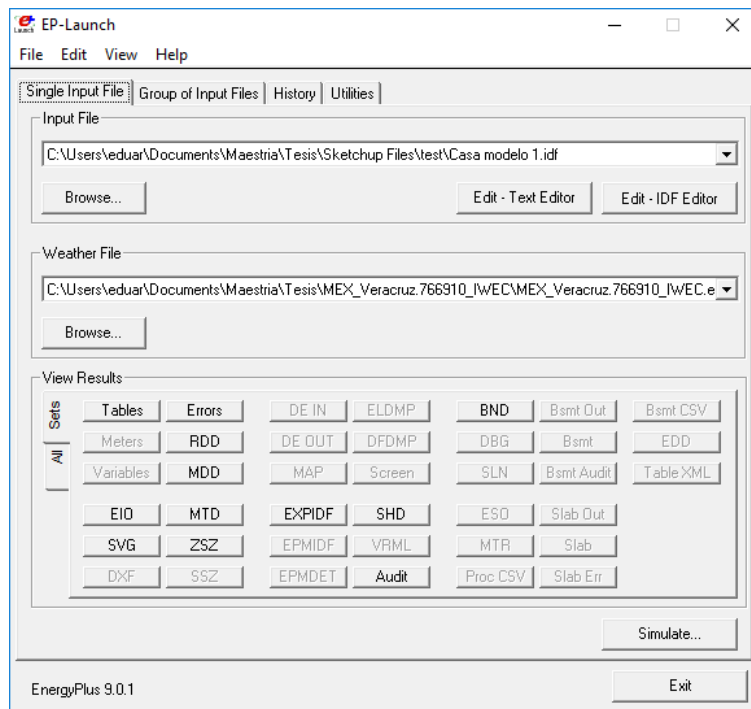 EP-Launch
File Edit View Help
Single Input File Group of Input Files History Utilities
Input File
C:\Users\eduar\Documents\Maestria\Tesis\Sketchup Files\test\Casa modelo 1.idf
Browse... Edit - Text Editor Edit - IDF Editor
Weather File
C:\Users\eduar\Documents\Maestria\Tesis\MEX_Veracruz.766910_IWEC\MEX_Veracruz.766910_IWEC.e
Browse...
View Results
Sets
All
Tables Errors DE IN ELDMP BND Bsmt Out Bsmt CSV
Meters RDD DE OUT DFDMP DBG Bsmt EDD
Variables MDD MAP Screen SLN Bsmt Audit Table XML
EIO MTD EXPIDF SHD ESO Slab Out
SVG ZSZ EPMIDF VRML MTR Slab
DXF SSZ EPMDET Audit Proc CSV Slab Err
Simulate...
EnergyPlus 9.0.1 Exit